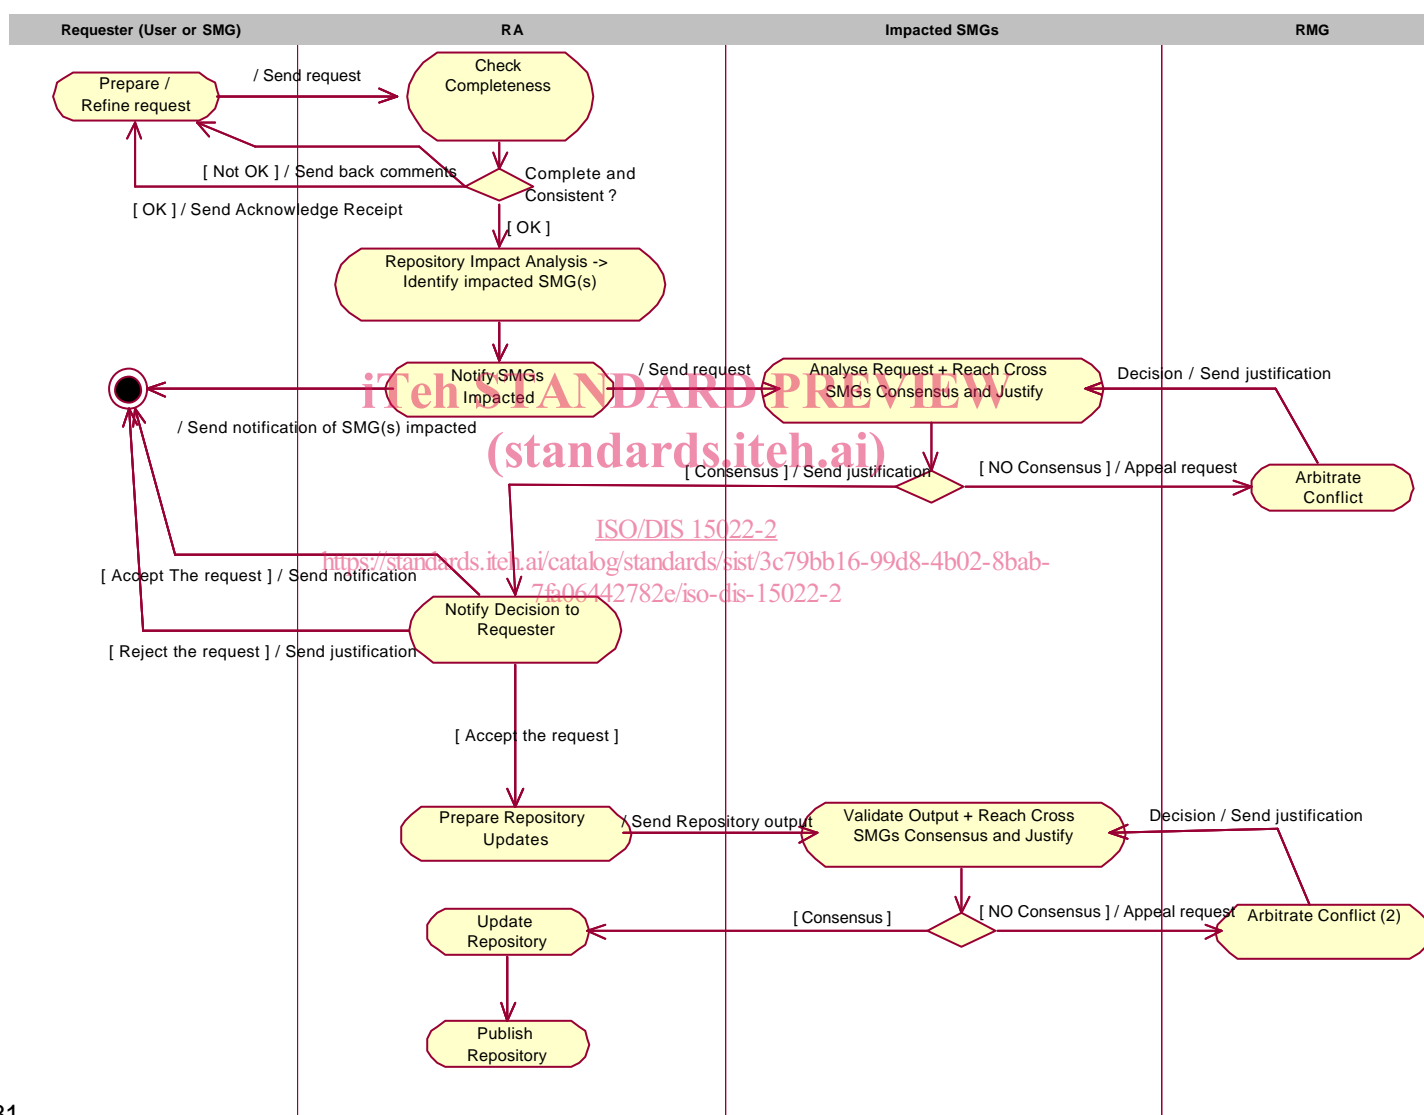 Requester (User or SMG)
RA
Impacted SMGs
RMG
Check
Completeness
/ Send request
Prepare /
Refine request
[ Not OK ] / Send back comments
Complete and
Consistent ?
[ OK ] / Send Acknowledge Receipt
[ OK ]
Repository Impact Analysis ->
Identify impacted SMG(s)
Notify SMGs
Impacted
/ Send request
Analyse Request + Reach Cross
SMGs Consensus and Justify
Decision / Send justification
iTeh STANDARD PREVIEW
/ Send notification of SMG(s) impacted
(standards.iteh.ai)
[ Consensus ] / Send justification
[ NO Consensus ] / Appeal request
Arbitrate
Conflict
ISO/DIS 15022-2
https://standards.iteh.ai/catalog/standards/sist/3c79bb16-99d8-4b02-8bab-
7fa06442782e/iso-dis-15022-2
[ Accept The request ] / Send notification
Notify Decision to
Requester
[ Reject the request ] / Send justification
[ Accept the request ]
Prepare Repository
Updates
/ Send Repository output
Validate Output + Reach Cross
SMGs Consensus and Justify
Decision / Send justification
Update
Repository
[ Consensus ]
[ NO Consensus ] / Appeal request
Arbitrate Conflict (2)
Publish
Repository